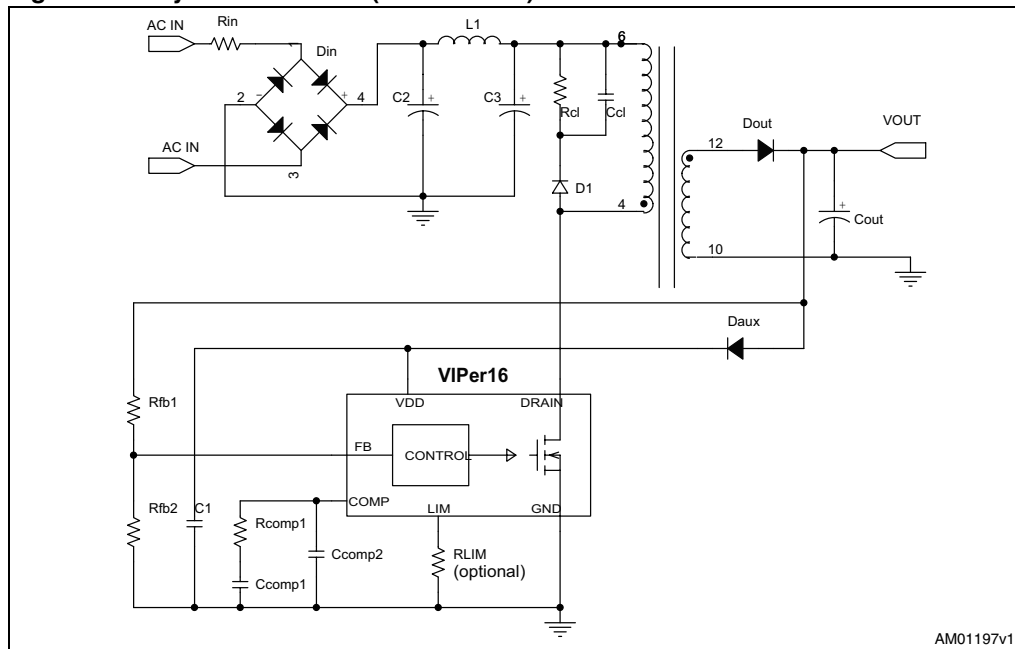 AC IN
Rin
Din
L1
6
1
2
-
+
4
C2
+
C3
+
Rcl
Ccl
Dout
VOUT
12
AC IN
3
D1
4
+
Cout
10
Daux
VIPer16
Rfb1
VDD
DRAIN
FB
CONTROL
COMP
LIM
GND
Rfb2
C1
Rcomp1
Ccomp2
RLIM
(optional)
Ccomp1
AM01197v1